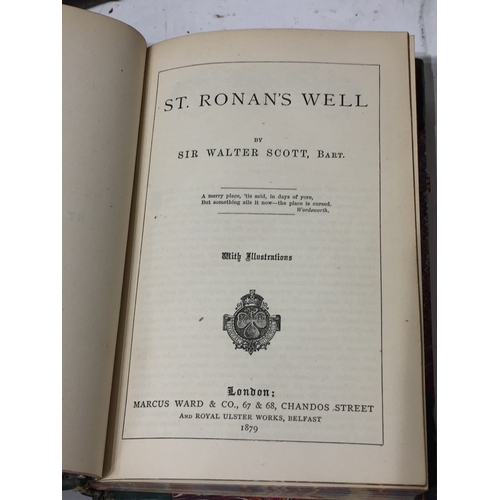 ST. RONAN'S WELL
BY
SIR WALTER SCOTT, BART.
A merry place, 'tis said, in days of yore,
But something ails it now—the place is cursed.
Wordsworth.
With Illustrations
London:
MARCUS WARD & CO., 67 & 68, CHANDOS STREET
AND ROYAL ULSTER WORKS, BELFAST
1879